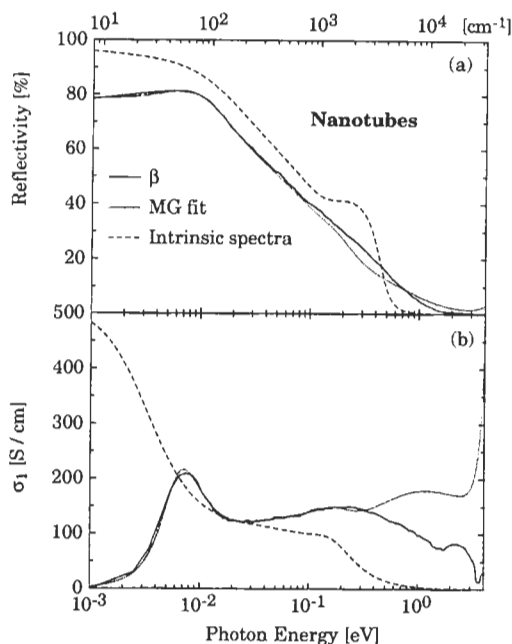 10¹ 10² 10³ 10⁴ [cm⁻¹]
100
(a)
80
Nanotubes
60
β
MG fit
40
Intrinsic spectra
20
Reflectivity [%]
500
(b)
400
300
200
100
0
σ₁ [S / cm]
10⁻³ 10⁻² 10⁻¹ 10⁰
Photon Energy [eV]